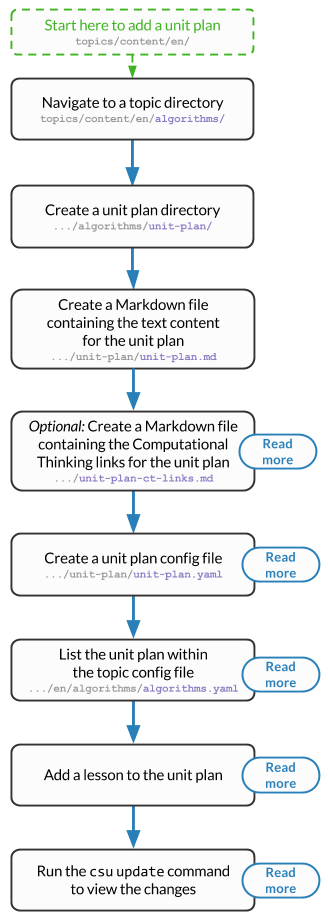 Start here to add a unit plan
topics/content/en/
Navigate to a topic directory
topics/content/en/algorithms/
Create a unit plan directory
.../algorithms/unit-plan/
Create a Markdown file
containing the text content
for the unit plan
.../unit-plan/unit-plan.md
Optional: Create a Markdown file
containing the Computational
Thinking links for the unit plan
.../unit-plan-ct-links.md
Read
more
Create a unit plan config file
.../unit-plan/unit-plan.yaml
Read
more
List the unit plan within
the topic config file
.../en/algorithms/algorithms.yaml
Read
more
Add a lesson to the unit plan
Read
more
Run the csu update command
to view the changes
Read
more